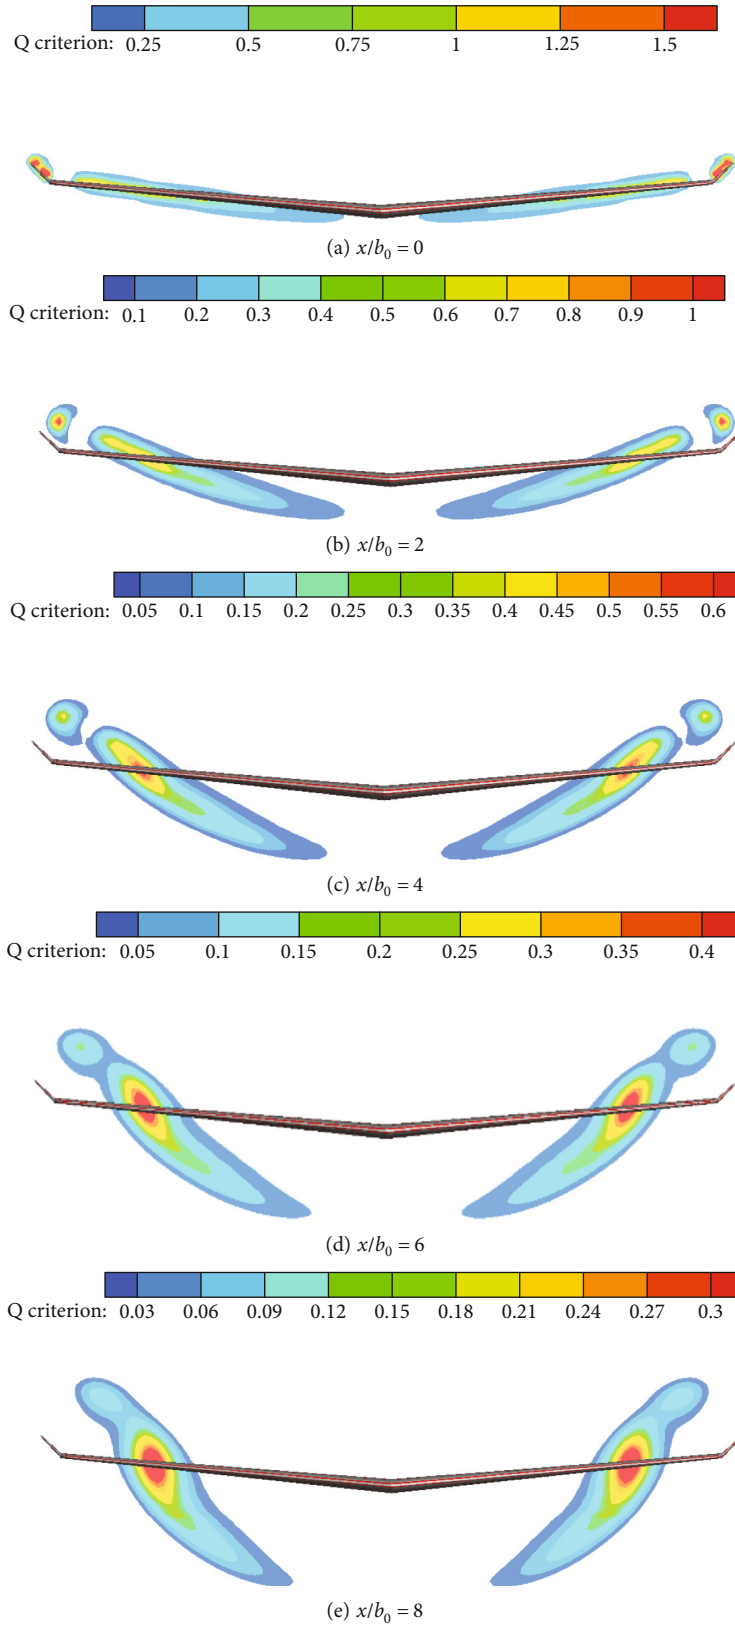 Q criterion: 0.25 0.5 0.75 1 1.25 1.5
(a) x/b₀ = 0
Q criterion: 0.1 0.2 0.3 0.4 0.5 0.6 0.7 0.8 0.9 1
(b) x/b₀ = 2
Q criterion: 0.05 0.1 0.15 0.2 0.25 0.3 0.35 0.4 0.45 0.5 0.55 0.6
(c) x/b₀ = 4
Q criterion: 0.05 0.1 0.15 0.2 0.25 0.3 0.35 0.4
(d) x/b₀ = 6
Q criterion: 0.03 0.06 0.09 0.12 0.15 0.18 0.21 0.24 0.27 0.3
(e) x/b₀ = 8